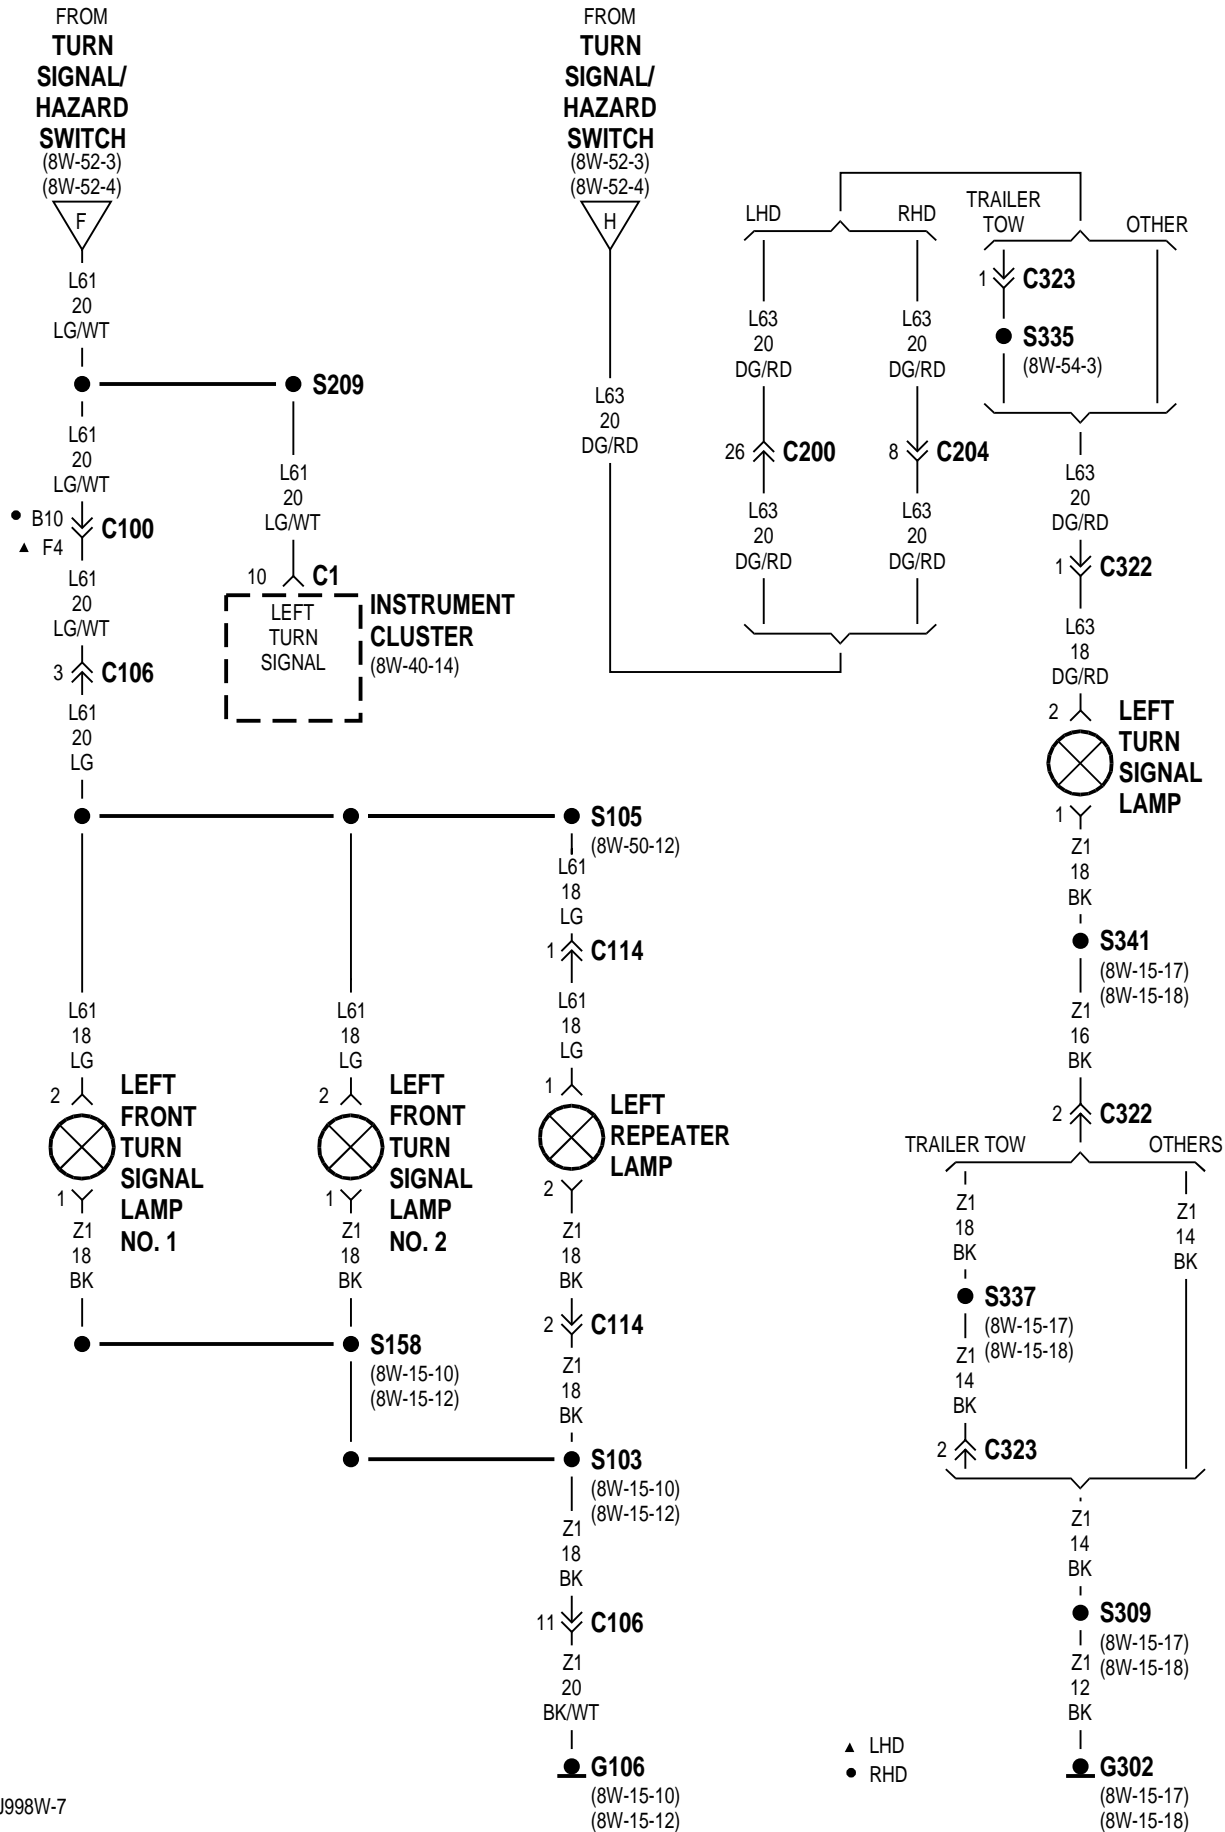 FROM
TURN
SIGNAL/
HAZARD
SWITCH
(8W-52-3)
(8W-52-4)
F
L61
20
LG/WT
S209
L61
20
LG/WT
B10
F4
C100
L61
20
LG/WT
3
C106
L61
20
LG
L61
20
LG/WT
10
C1
LEFT
TURN
SIGNAL
INSTRUMENT
CLUSTER
(8W-40-14)
S105
(8W-50-12)
L61
18
LG
2
LEFT
FRONT
TURN
SIGNAL
LAMP
NO. 1
1
Z1
18
BK
L61
18
LG
2
LEFT
FRONT
TURN
SIGNAL
LAMP
NO. 2
1
Z1
18
BK
S158
(8W-15-10)
(8W-15-12)
L61
18
LG
1
C114
L61
18
LG
1
LEFT
REPEATER
LAMP
2
Z1
18
BK
2
C114
Z1
18
BK
S103
(8W-15-10)
(8W-15-12)
Z1
18
BK
11
C106
Z1
20
BK/WT
G106
(8W-15-10)
(8W-15-12)
FROM
TURN
SIGNAL/
HAZARD
SWITCH
(8W-52-3)
(8W-52-4)
H
L63
20
DG/RD
LHD
RHD
L63
20
DG/RD
L63
20
DG/RD
26
C200
8
C204
L63
20
DG/RD
L63
20
DG/RD
TRAILER
TOW
OTHER
1
C323
S335
(8W-54-3)
L63
20
DG/RD
1
C322
L63
18
DG/RD
2
LEFT
TURN
SIGNAL
LAMP
1
Z1
18
BK
S341
(8W-15-17)
(8W-15-18)
Z1
16
BK
2
C322
TRAILER TOW
OTHERS
Z1
18
BK
Z1
14
BK
S337
(8W-15-17)
(8W-15-18)
Z1
14
BK
2
C323
Z1
14
BK
S309
(8W-15-17)
(8W-15-18)
Z1
12
BK
G302
(8W-15-17)
(8W-15-18)
▲ LHD
● RHD
J998W-7